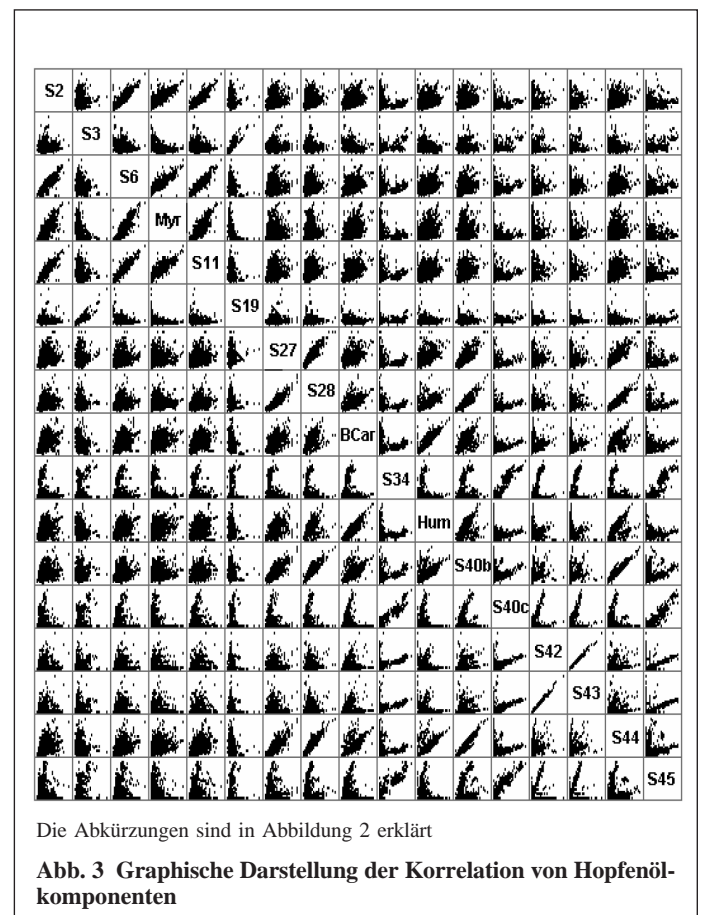 S2
S3
S6
Myr
S11
S19
S27
S28
BCar
S34
Hum
S40b
S40c
S42
S43
S44
S45
Die Abkürzungen sind in Abbildung 2 erklärt
Abb. 3 Graphische Darstellung der Korrelation von Hopfenöl-
komponenten